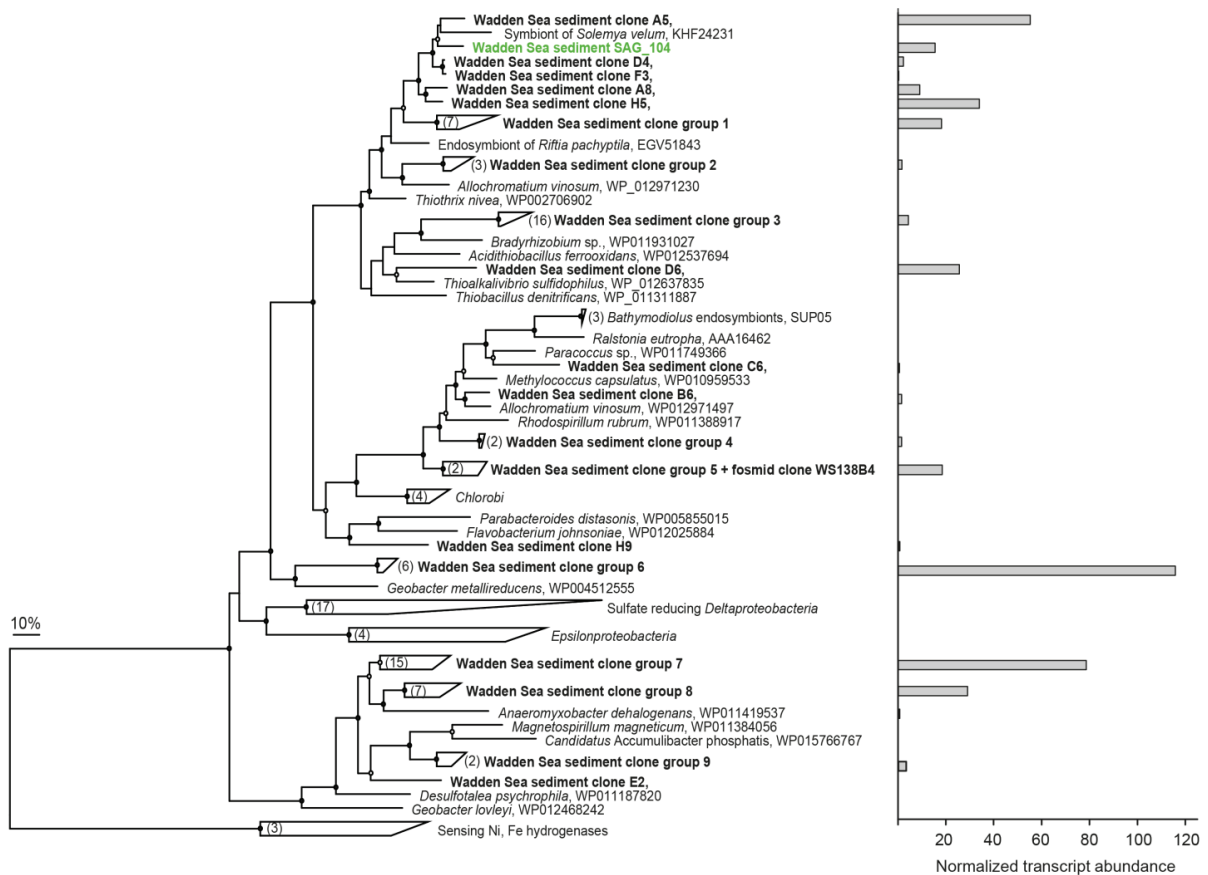 Wadden Sea sediment clone A5,
Symbiont of Solemya velum, KHF24231
Wadden Sea sediment SAG_104
Wadden Sea sediment clone D4,
Wadden Sea sediment clone F3,
Wadden Sea sediment clone A8,
Wadden Sea sediment clone H5,
(7) Wadden Sea sediment clone group 1
Endosymbiont of Riftia pachyptila, EGV51843
(3) Wadden Sea sediment clone group 2
Allochromatium vinosum, WP_012971230
Thiothrix nivea, WP002706902
(16) Wadden Sea sediment clone group 3
Bradyrhizobium sp., WP011931027
Acidithiobacillus ferrooxidans, WP012537694
Wadden Sea sediment clone D6,
Thioalkalivibrio sulfidophilus, WP_012637835
Thiobacillus denitrificans, WP_011311887
(3) Bathymodiolus endosymbionts, SUP05
Ralstonia eutropha, AAA16462
Paracoccus sp., WP011749366
Wadden Sea sediment clone C6,
Methylococcus capsulatus, WP010959533
Wadden Sea sediment clone B6,
Allochromatium vinosum, WP012971497
Rhodospirillum rubrum, WP011388917
(2) Wadden Sea sediment clone group 4
(2) Wadden Sea sediment clone group 5 + fosmid clone WS138B4
(4) Chlorobi
Parabacteroides distasonis, WP005855015
Flavobacterium johnsoniae, WP012025884
Wadden Sea sediment clone H9
(6) Wadden Sea sediment clone group 6
Geobacter metallireducens, WP004512555
(17) Sulfate reducing Deltaproteobacteria
10%
(4) Epsilonproteobacteria
(15) Wadden Sea sediment clone group 7
(7) Wadden Sea sediment clone group 8
Anaeromyxobacter dehalogenans, WP011419537
Magnetospirillum magneticum, WP011384056
Candidatus Accumulibacter phosphatis, WP015766767
(2) Wadden Sea sediment clone group 9
Wadden Sea sediment clone E2,
Desulfotalea psychrophila, WP011187820
Geobacter lovleyi, WP012468242
(3) Sensing Ni, Fe hydrogenases
20 40 60 80 100 120
Normalized transcript abundance